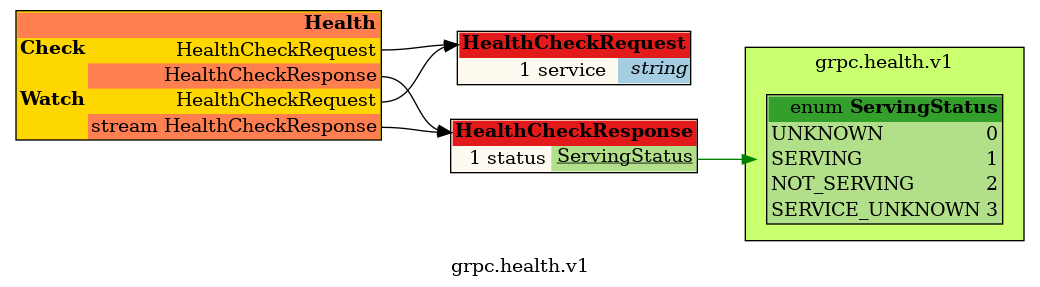 Health
Check HealthCheckRequest
HealthCheckResponse
Watch HealthCheckRequest
stream HealthCheckResponse
HealthCheckRequest
1 service string
HealthCheckResponse
1 status ServingStatus
grpc.health.v1
enum ServingStatus
UNKNOWN 0
SERVING 1
NOT_SERVING 2
SERVICE_UNKNOWN 3
grpc.health.v1